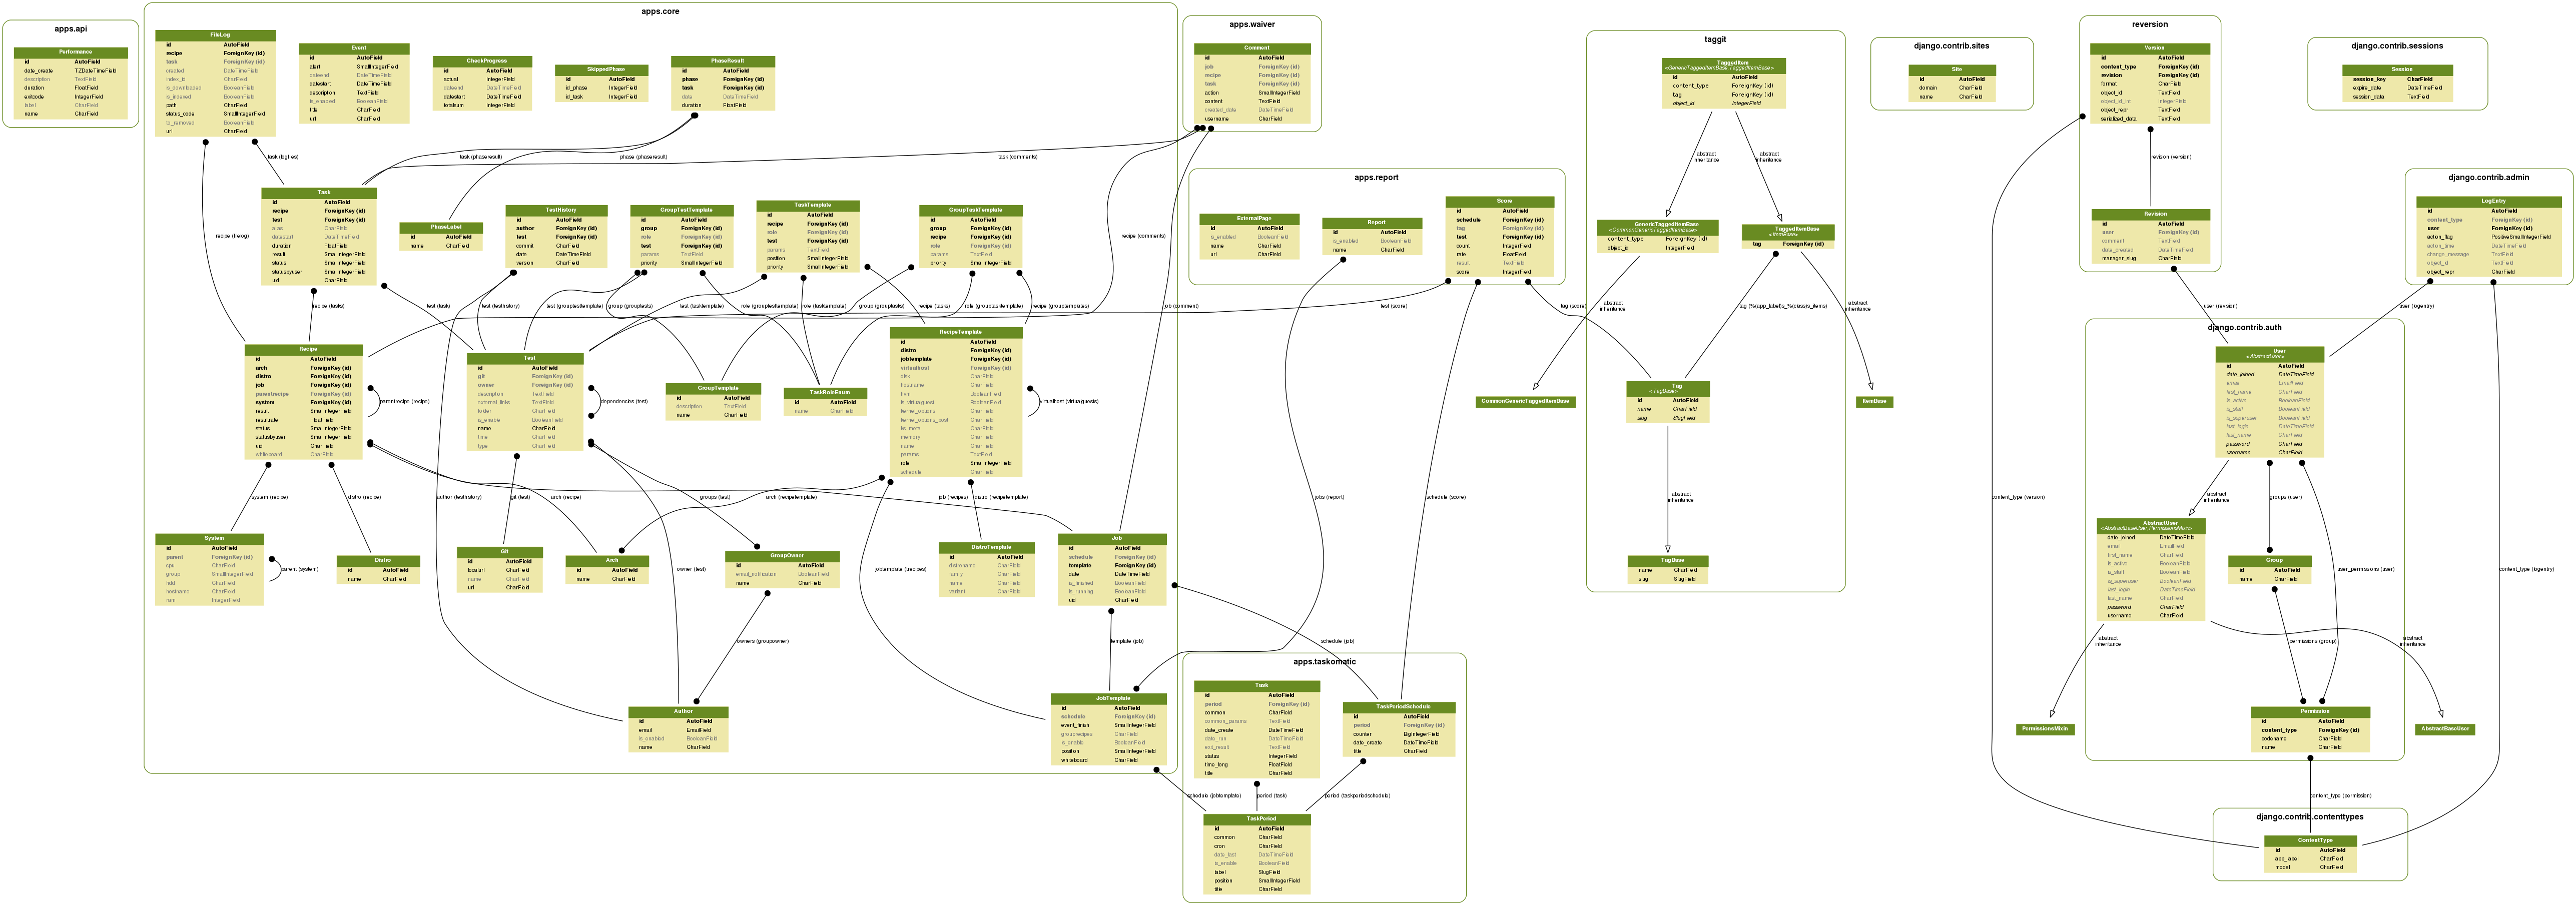 apps.api
Performance
id AutoField
date_create TZDateTimeField
description TextField
duration FloatField
exitcode IntegerField
label CharField
name CharField
apps.core
FileLog
id AutoField
recipe ForeignKey (id)
task ForeignKey (id)
created DateTimeField
index_id CharField
is_downloaded BooleanField
is_indexed BooleanField
path CharField
status_code SmallIntegerField
is_removed BooleanField
url CharField
Event
id AutoField
alert SmallIntegerField
dateend DateTimeField
datestart DateTimeField
description TextField
is_enabled BooleanField
title CharField
url CharField
CheckProgress
id AutoField
actual IntegerField
dateend DateTimeField
datestart DateTimeField
totalsum IntegerField
SkippedPhase
id AutoField
id_phase IntegerField
id_task IntegerField
PhaseResult
id AutoField
phase ForeignKey (id)
task ForeignKey (id)
date DateTimeField
duration FloatField
task (logfiles)
task (phaseresult)
phase (phaseresult)
task (comments)
recipe (filelog)
Task
id AutoField
recipe ForeignKey (id)
test ForeignKey (id)
alias CharField
datestart DateTimeField
duration FloatField
result SmallIntegerField
status SmallIntegerField
statusbyuser SmallIntegerField
uid CharField
PhaseLabel
id AutoField
name CharField
TestHistory
id AutoField
author ForeignKey (id)
test ForeignKey (id)
commit CharField
date DateTimeField
version CharField
GroupTestTemplate
id AutoField
group ForeignKey (id)
role ForeignKey (id)
test ForeignKey (id)
params TextField
priority SmallIntegerField
TaskTemplate
id AutoField
recipe ForeignKey (id)
role ForeignKey (id)
test ForeignKey (id)
params TextField
position SmallIntegerField
priority SmallIntegerField
GroupTaskTemplate
id AutoField
group ForeignKey (id)
recipe ForeignKey (id)
role ForeignKey (id)
params TextField
priority SmallIntegerField
recipe (comments)
recipe (tasks)
test (task)
test (testhistory)
test (grouptesttemplate)
group (grouptests)
test (tasktemplate)
role (grouptesttemplate)
role (tasktemplate)
group (grouptasks)
recipe (tasks)
role (grouptasktemplate)
recipe (grouptemplates)
job (comment)
Recipe
id AutoField
arch ForeignKey (id)
distro ForeignKey (id)
job ForeignKey (id)
parentrecipe ForeignKey (id)
system ForeignKey (id)
result SmallIntegerField
resultrate FloatField
status SmallIntegerField
statusbyuser SmallIntegerField
uid CharField
whiteboard CharField
parentrecipe (recipe)
Test
id AutoField
git ForeignKey (id)
owner ForeignKey (id)
description TextField
external_links TextField
folder CharField
is_enable BooleanField
name CharField
time CharField
type CharField
dependencies (test)
GroupTemplate
id AutoField
description TextField
name CharField
TaskRoleEnum
id AutoField
name CharField
RecipeTemplate
id AutoField
distro ForeignKey (id)
jobtemplate ForeignKey (id)
virtualhost ForeignKey (id)
disk CharField
hostname CharField
hvm BooleanField
is_virtualguest BooleanField
kernel_options CharField
kernel_options_post CharField
ks_meta CharField
memory CharField
name CharField
params TextField
role SmallIntegerField
schedule CharField
virtualhost (virtualguests)
system (recipe)
distro (recipe)
author (testhistory)
git (test)
arch (recipe)
groups (test)
arch (recipetemplate)
job (recipes)
distro (recipetemplate)
System
id AutoField
parent ForeignKey (id)
cpu CharField
group SmallIntegerField
hdd CharField
hostname CharField
ram IntegerField
parent (system)
Distro
id AutoField
name CharField
Git
id AutoField
localurl CharField
name CharField
url CharField
Arch
id AutoField
name CharField
owner (test)
GroupOwner
id AutoField
email_notification BooleanField
name CharField
jobtemplate (trecipes)
DistroTemplate
id AutoField
distroname CharField
family CharField
name CharField
variant CharField
Job
id AutoField
schedule ForeignKey (id)
template ForeignKey (id)
date DateTimeField
is_finished BooleanField
is_running BooleanField
uid CharField
owners (groupowner)
template (job)
Author
id AutoField
email EmailField
is_enabled BooleanField
name CharField
JobTemplate
id AutoField
schedule ForeignKey (id)
event_finish SmallIntegerField
grouprecipes CharField
is_enable BooleanField
position SmallIntegerField
whiteboard CharField
apps.waiver
Comment
id AutoField
job ForeignKey (id)
recipe ForeignKey (id)
task ForeignKey (id)
action SmallIntegerField
content TextField
created_date DateTimeField
username CharField
apps.report
ExternalPage
id AutoField
is_enabled BooleanField
name CharField
url CharField
Report
id AutoField
is_enabled BooleanField
name CharField
Score
id AutoField
schedule ForeignKey (id)
tag ForeignKey (id)
test ForeignKey (id)
count IntegerField
rate FloatField
result TextField
score IntegerField
test (score)
tag (score)
jobs (report)
schedule (score)
schedule (job)
apps.taskomatic
Task
id AutoField
period ForeignKey (id)
common CharField
common_params TextField
date_create DateTimeField
date_run DateTimeField
exit_result TextField
status IntegerField
time_long FloatField
title CharField
TaskPeriodSchedule
id AutoField
period ForeignKey (id)
counter BigIntegerField
date_create DateTimeField
title CharField
schedule (jobtemplate)
period (task)
period (taskperiodschedule)
TaskPeriod
id AutoField
common CharField
cron CharField
date_last DateTimeField
is_enable BooleanField
label SlugField
position SmallIntegerField
title CharField
taggit
TaggedItem
<GenericTaggedItemBase,TaggedItemBase>
id AutoField
content_type ForeignKey (id)
tag ForeignKey (id)
object_id IntegerField
abstract
inheritance
abstract
inheritance
GenericTaggedItemBase
<CommonGenericTaggedItemBase>
content_type ForeignKey (id)
object_id IntegerField
TaggedItemBase
<ItemBase>
tag ForeignKey (id)
abstract
inheritance
tag (%(app_label)s_%(class)s_items)
abstract
inheritance
CommonGenericTaggedItemBase
Tag
<TagBase>
id AutoField
name CharField
slug SlugField
ItemBase
abstract
inheritance
TagBase
name CharField
slug SlugField
django.contrib.sites
Site
id AutoField
domain CharField
name CharField
reversion
Version
id AutoField
content_type ForeignKey (id)
revision ForeignKey (id)
format CharField
object_id TextField
object_id_int IntegerField
object_repr TextField
serialized_data TextField
revision (version)
Revision
id AutoField
user ForeignKey (id)
comment TextField
date_created DateTimeField
manager_slug CharField
django.contrib.sessions
Session
session_key CharField
expire_date DateTimeField
session_data TextField
django.contrib.admin
LogEntry
id AutoField
content_type ForeignKey (id)
user ForeignKey (id)
action_flag PositiveSmallIntegerField
action_time DateTimeField
change_message TextField
object_id TextField
object_repr CharField
user (revision)
user (logentry)
content_type (version)
content_type (logentry)
django.contrib.auth
User
<AbstractUser>
id AutoField
date_joined DateTimeField
email EmailField
first_name CharField
is_active BooleanField
is_staff BooleanField
is_superuser BooleanField
last_login DateTimeField
last_name CharField
password CharField
username CharField
abstract
inheritance
groups (user)
user_permissions (user)
AbstractUser
<AbstractBaseUser,PermissionsMixin>
date_joined DateTimeField
email EmailField
first_name CharField
is_active BooleanField
is_staff BooleanField
is_superuser BooleanField
last_login DateTimeField
last_name CharField
password CharField
username CharField
Group
id AutoField
name CharField
abstract
inheritance
permissions (group)
abstract
inheritance
PermissionsMixin
Permission
id AutoField
content_type ForeignKey (id)
codename CharField
name CharField
AbstractBaseUser
content_type (permission)
django.contrib.contenttypes
ContentType
id AutoField
app_label CharField
model CharField